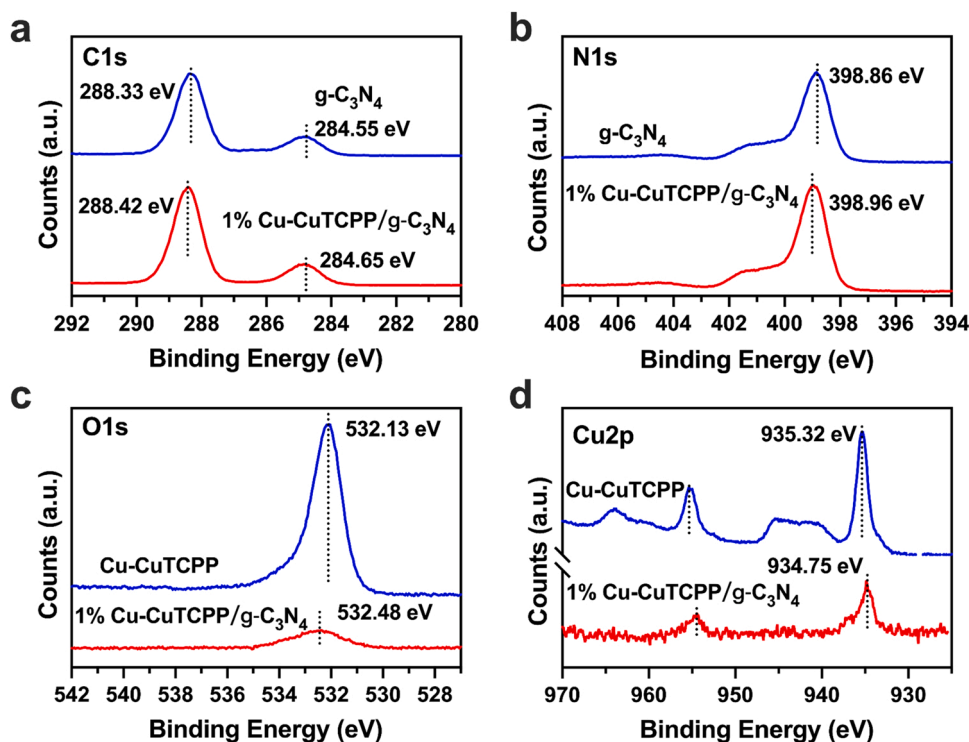 a
C1s
288.33 eV
g-C₃N₄
284.55 eV
288.42 eV
1% Cu-CuTCPP/g-C₃N₄
284.65 eV
Counts (a.u.)
292 290 288 286 284 282 280
Binding Energy (eV)
b
N1s
398.86 eV
g-C₃N₄
1% Cu-CuTCPP/g-C₃N₄
398.96 eV
Counts (a.u.)
408 406 404 402 400 398 396 394
Binding Energy (eV)
c
O1s
532.13 eV
Cu-CuTCPP
1% Cu-CuTCPP/g-C₃N₄
532.48 eV
Counts (a.u.)
542 540 538 536 534 532 530 528
Binding Energy (eV)
d
Cu2p
935.32 eV
Cu-CuTCPP
934.75 eV
1% Cu-CuTCPP/g-C₃N₄
Counts (a.u.)
970 960 950 940 930
Binding Energy (eV)